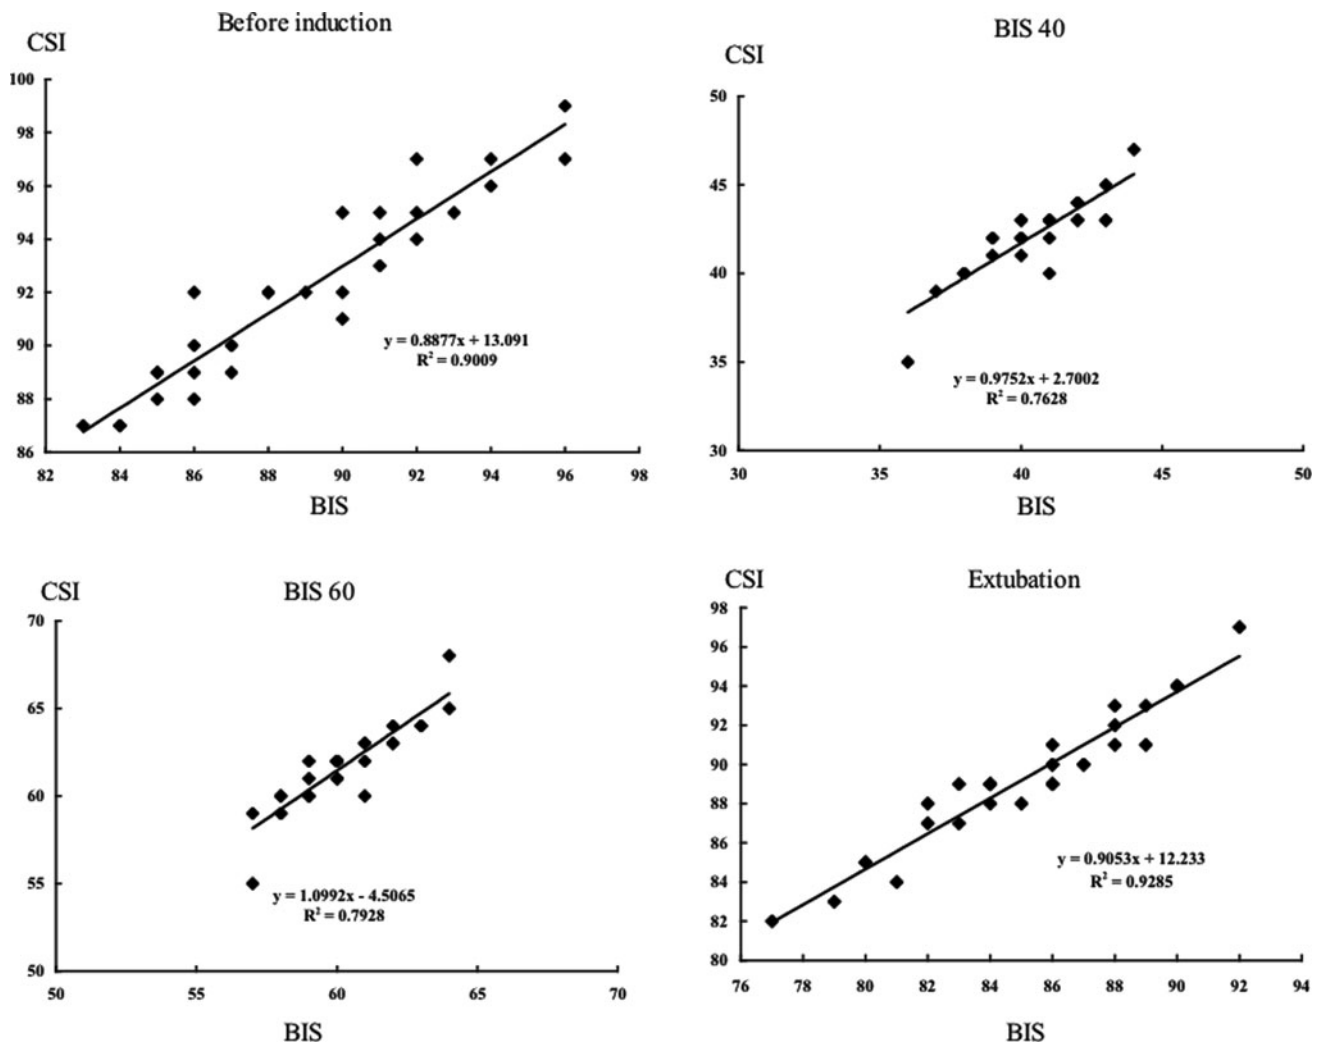 Before induction
CSI
100
98
96
94
92
90
88
86
82 84 86 88 90 92 94 96 98
BIS
y = 0.8877x + 13.091
R² = 0.9009
BIS 40
CSI
50
45
40
35
30
30 35 40 45 50
BIS
y = 0.9752x + 2.7002
R² = 0.7628
CSI
BIS 60
70
65
60
55
50
50 55 60 65 70
BIS
y = 1.0992x - 4.5065
R² = 0.7928
CSI
Extubation
98
96
94
92
90
88
86
84
82
80
76 78 80 82 84 86 88 90 92 94
BIS
y = 0.9053x + 12.233
R² = 0.9285